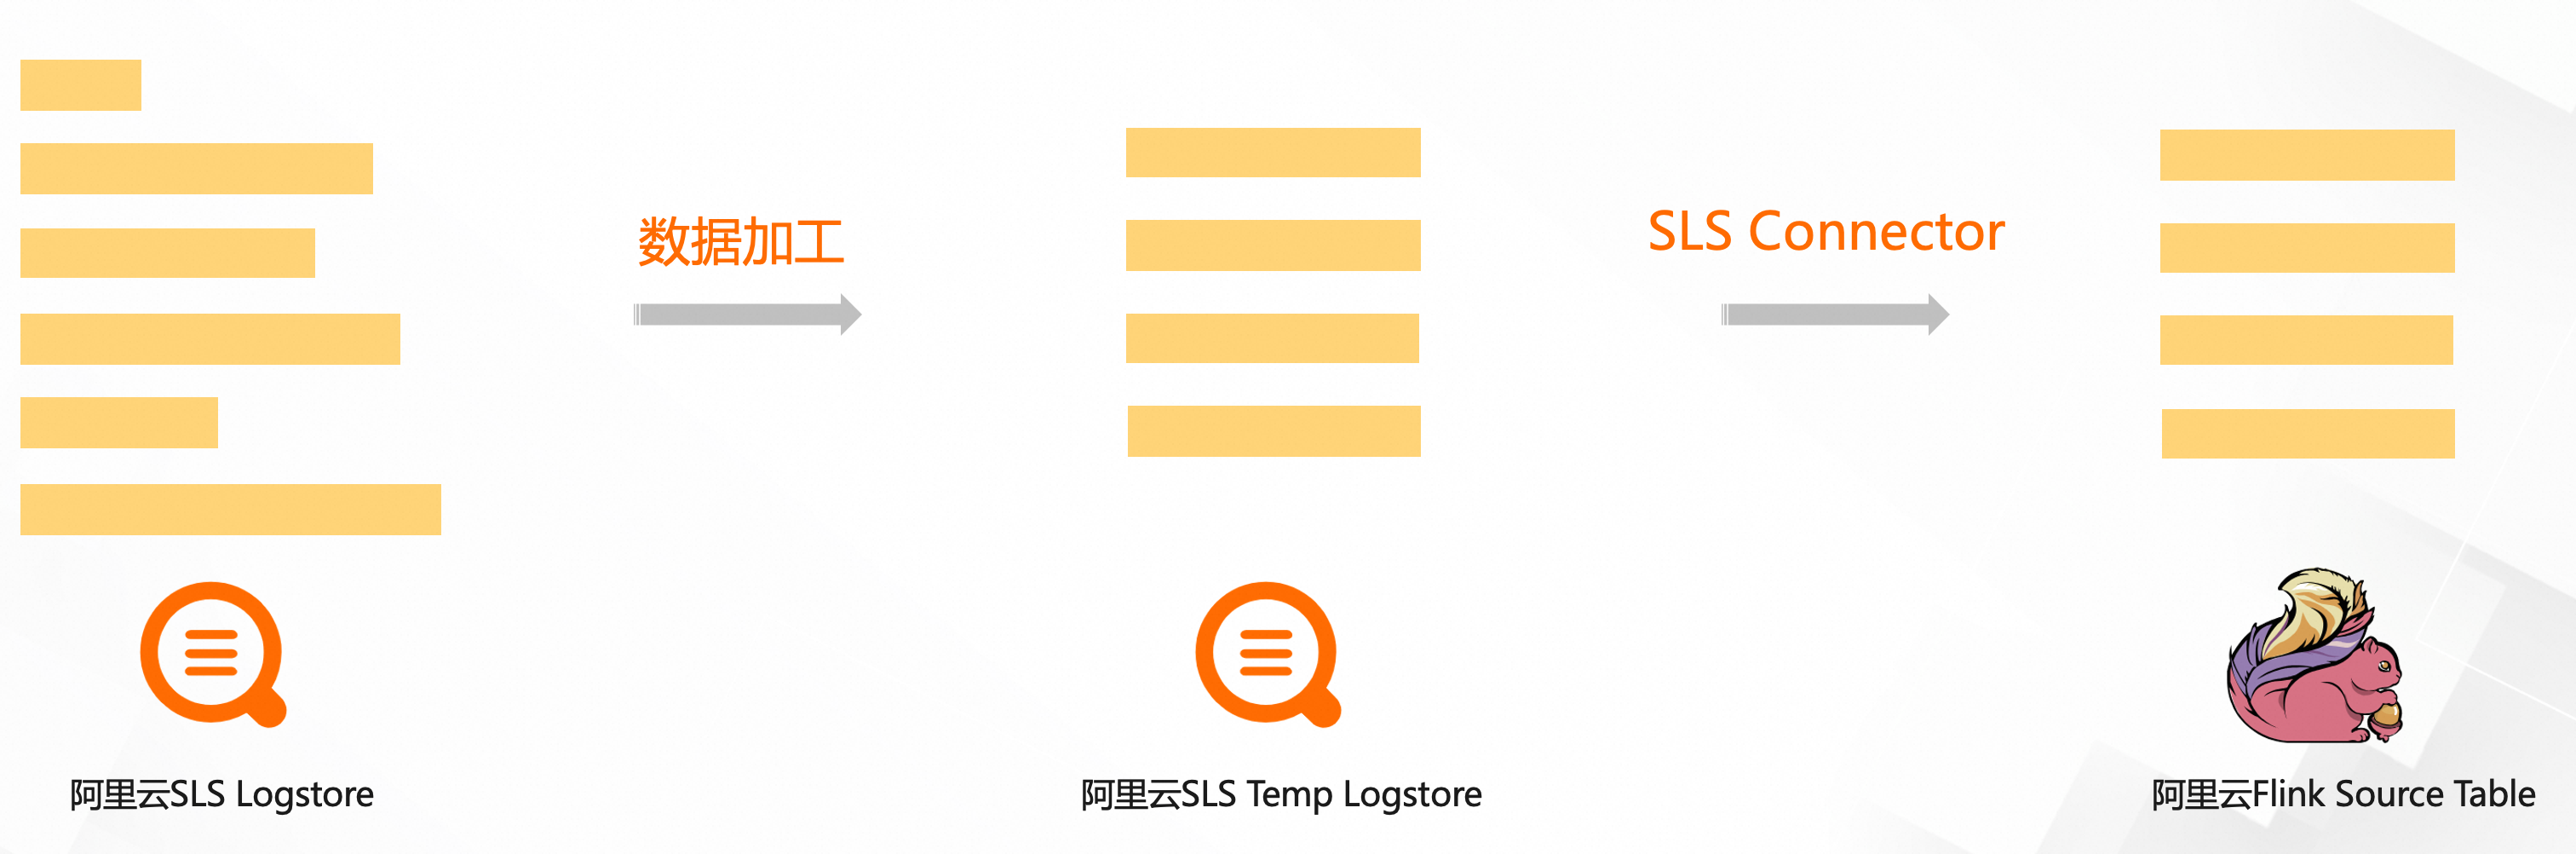 数据加工
SLS Connector
阿里云SLS Logstore
阿里云SLS Temp Logstore
阿里云Flink Source Table